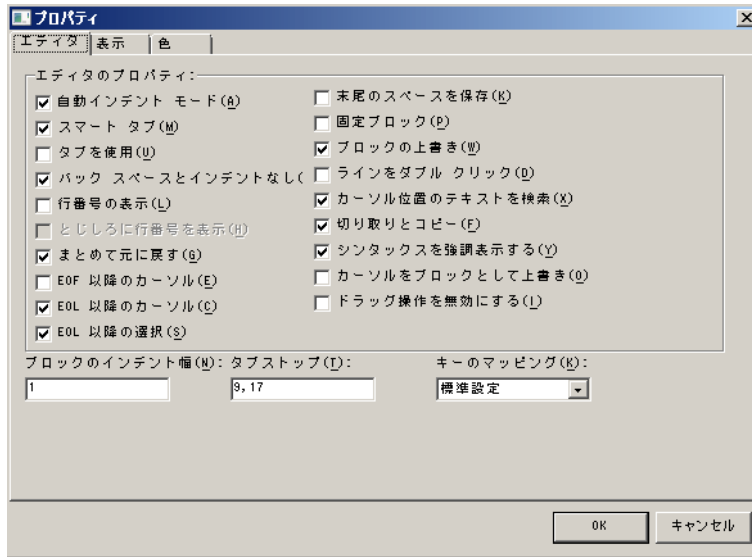 プロパティ
エディタ 表示 色
エディタのプロパティ:
自動インデント モード(A)
スマート タブ(M)
タブを使用(U)
バック スペースとインデントなし(
行番号の表示(L)
とじしろに行番号を表示(H)
まとめて元に戻す(G)
EOF 以降のカーソル(E)
EOL 以降のカーソル(C)
EOL 以降の選択(S)
末尾のスペースを保存(K)
固定ブロック(P)
ブロックの上書き(W)
ラインをダブル クリック(D)
カーソル位置のテキストを検索(X)
切り取りとコピー(F)
シンタックスを強調表示する(Y)
カーソルをブロックとして上書き(O)
ドラッグ操作を無効にする(I)
ブロックのインデント幅(N): タブストップ(T): キーのマッピング(K):
1 9,17 標準設定
OK キャンセル